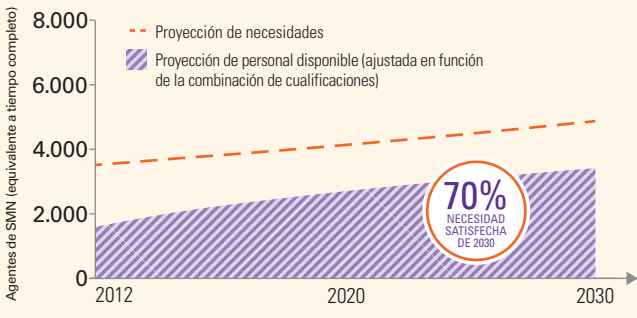 Agentes de SMN (equivalente a tiempo completo)
8.000
6.000
4.000
2.000
0
Proyección de necesidades
Proyección de personal disponible (ajustada en función
de la combinación de cualificaciones)
70%
NECESIDAD
SATISFECHA
DE 2030
2012
2020
2030